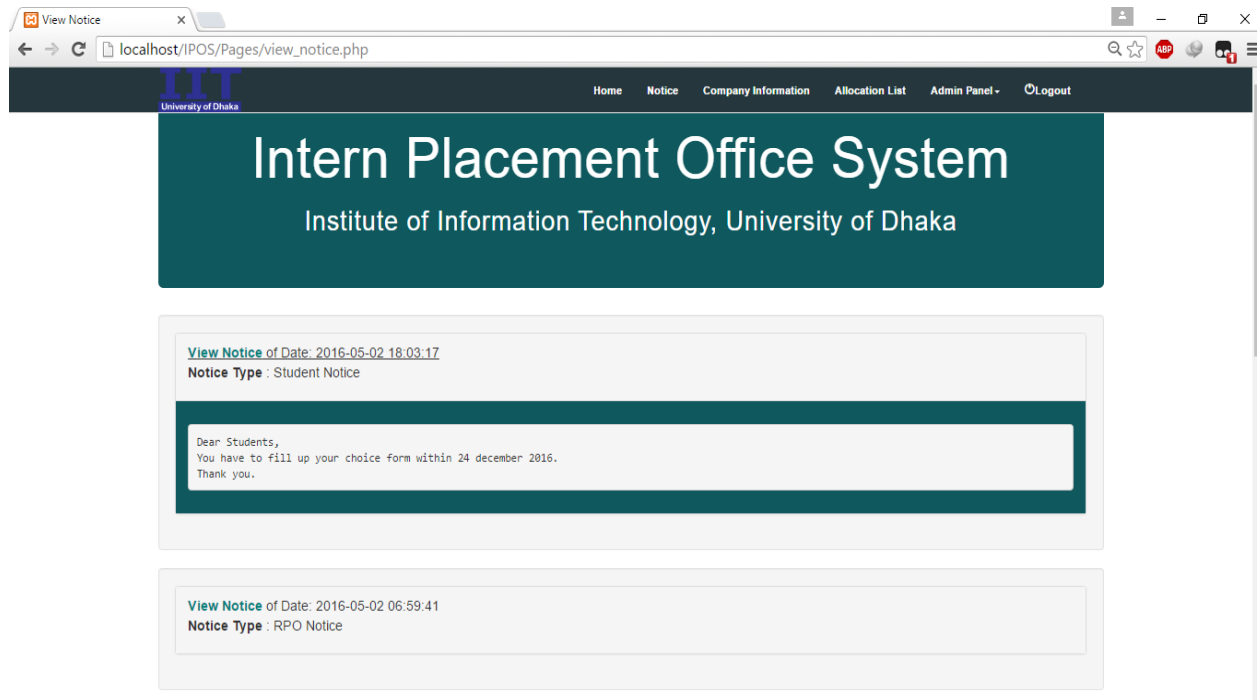 View Notice
localhost/IPOS/Pages/view_notice.php
ABP
1
IIT
University of Dhaka
Home Notice Company Information Allocation List Admin Panel Logout
Intern Placement Office System
Institute of Information Technology, University of Dhaka
View Notice of Date: 2016-05-02 18:03:17
Notice Type : Student Notice
Dear Students,
You have to fill up your choice form within 24 december 2016.
Thank you.
View Notice of Date: 2016-05-02 06:59:41
Notice Type : RPO Notice